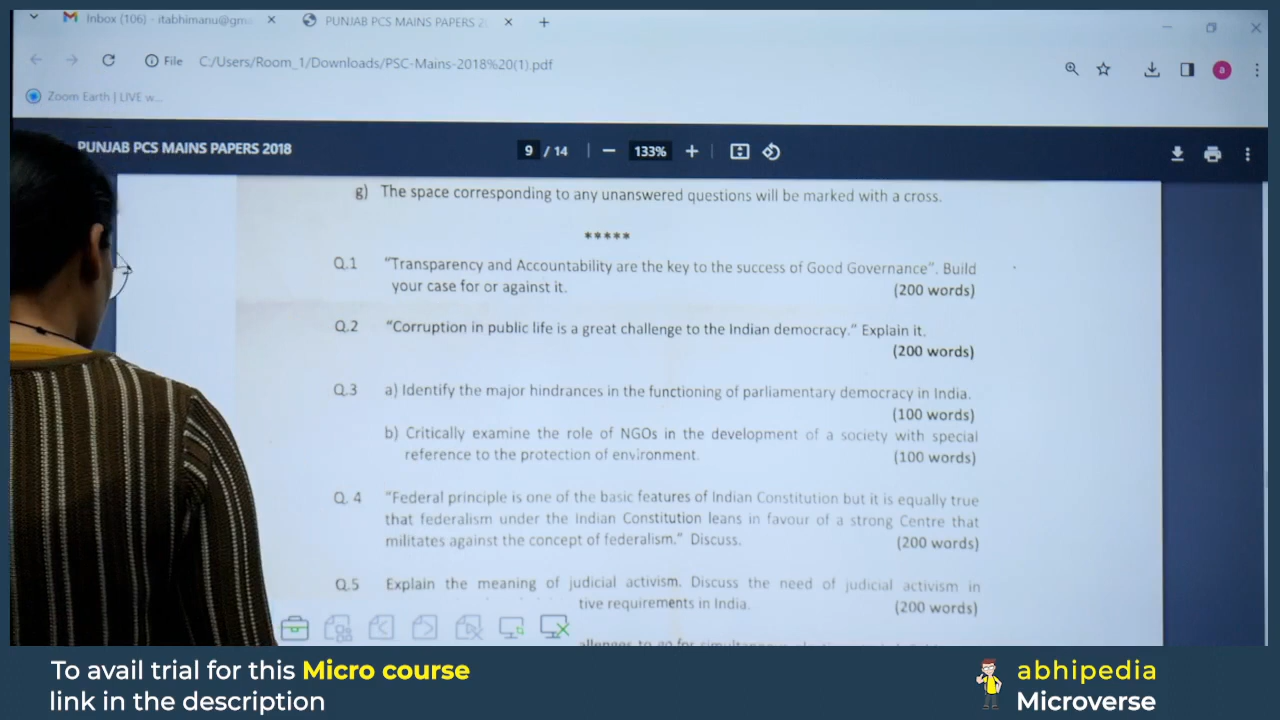 Inbox (106) - itabhimanu@gm
PUNJAB PCS MAINS PAPERS 2
File C:/Users/Room_1/Downloads/PSC-Mains-2018%20(1).pdf
a
Zoom Earth | LIVE w...
PUNJAB PCS MAINS PAPERS 2018
9 / 14
133%
g) The space corresponding to any unanswered questions will be marked with a cross.
*****
Q.1 "Transparency and Accountability are the key to the success of Good Governance". Build
your case for or against it. (200 words)
Q.2 "Corruption in public life is a great challenge to the Indian democracy." Explain it.
(200 words)
Q.3 a) Identify the major hindrances in the functioning of parliamentary democracy in India.
(100 words)
b) Critically examine the role of NGOs in the development of a society with special
reference to the protection of environment. (100 words)
Q. 4 "Federal principle is one of the basic features of Indian Constitution but it is equally true
that federalism under the Indian Constitution leans in favour of a strong Centre that
militates against the concept of federalism." Discuss. (200 words)
Q.5 Explain the meaning of judicial activism. Discuss the need of judicial activism in
tive requirements in India. (200 words)
To avail trial for this Micro course
link in the description
abhipedia
Microverse